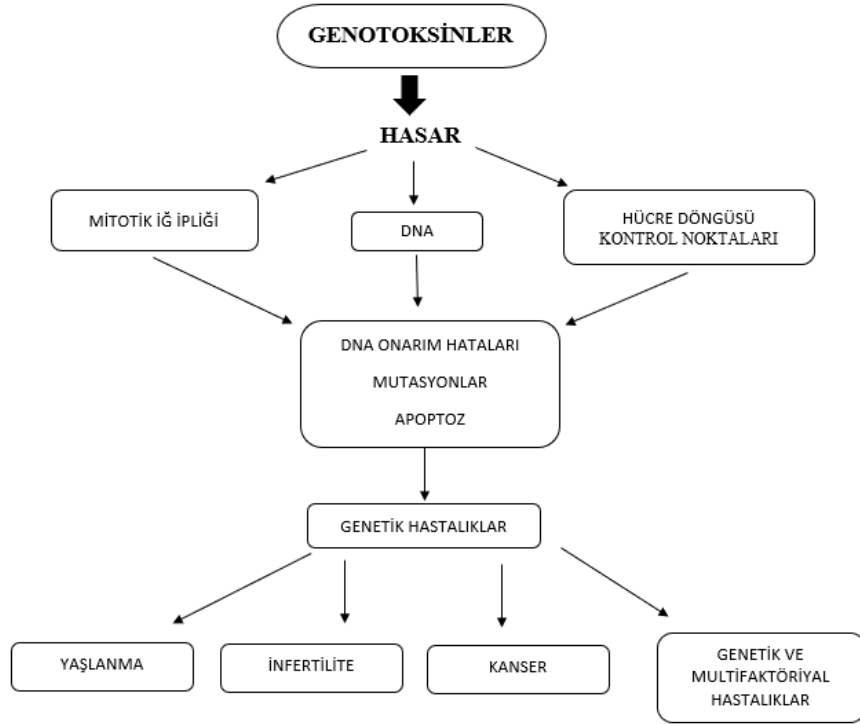 GENOTOKSİNLER
HASAR
MİTOTİK İĞ İPLİĞİ
DNA
HÜCRE DÖNGÜSÜ
KONTROL NOKTALARI
DNA ONARIM HATALARI
MUTASYONLAR
APOPTOZ
GENETİK HASTALIKLAR
YAŞLANMA
İNFERTİLİTE
KANSER
GENETİK VE
MULTİFAKTÖRİYAL
HASTALIKLAR